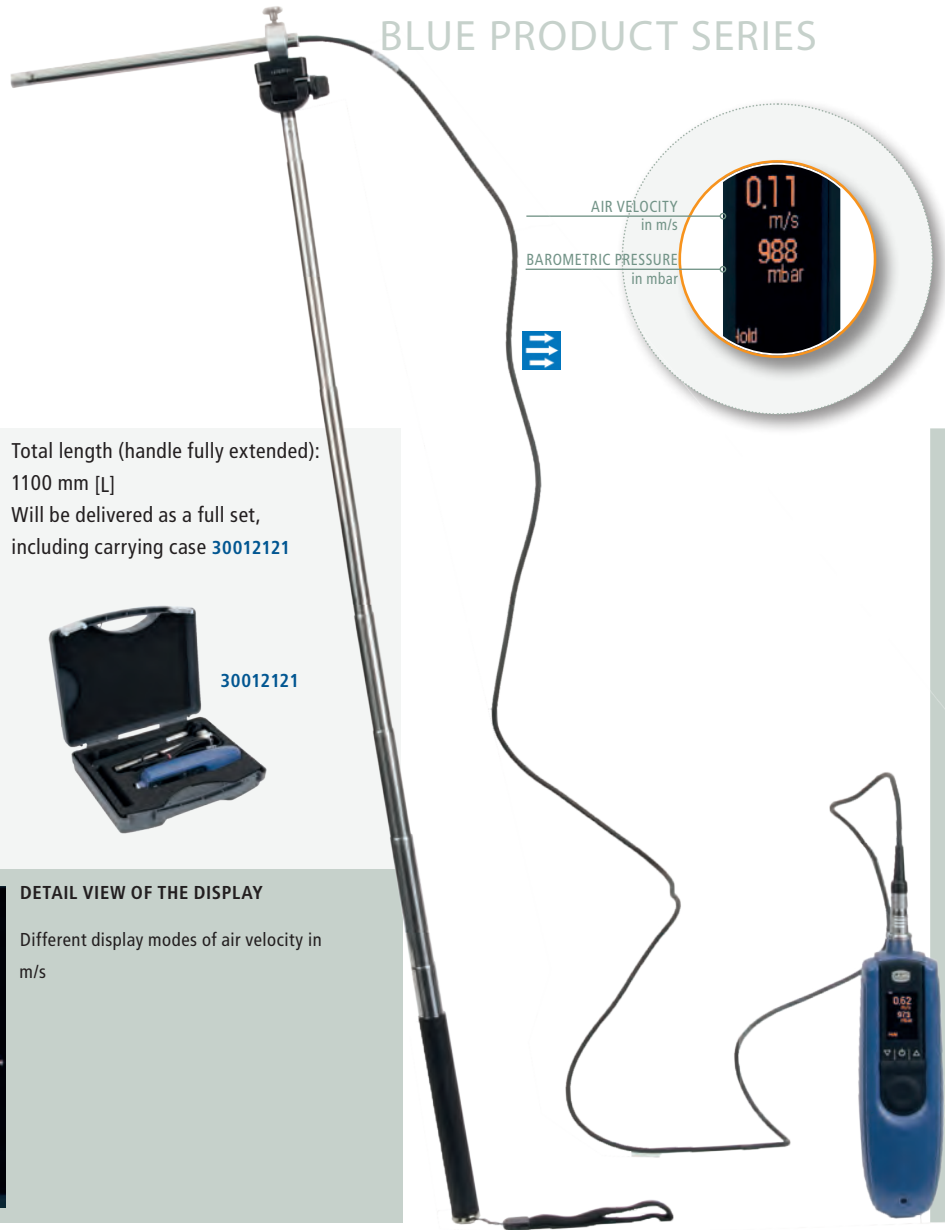 BLUE PRODUCT SERIES
AIR VELOCITY
in m/s
BAROMETRIC PRESSURE
in mbar
0.11
m/s
988
mbar
Hold
Total length (handle fully extended):
1100 mm [L]
Will be delivered as a full set,
including carrying case 30012121
30012121
DETAIL VIEW OF THE DISPLAY
Different display modes of air velocity in
m/s
0.62
m/s
973
mbar